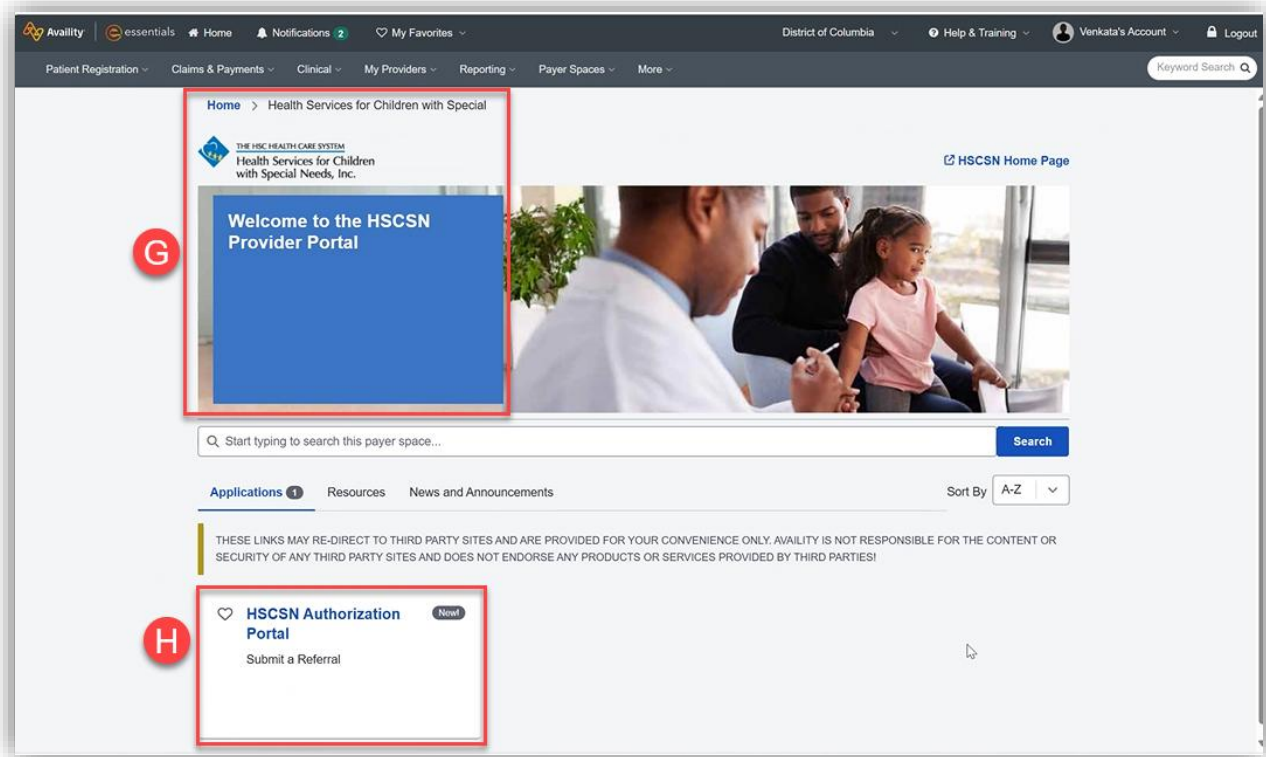 Availity essentials Home Notifications 2 My Favorites District of Columbia Help & Training Venkata's Account Logout
Patient Registration Claims & Payments Clinical My Providers Reporting Payer Spaces More Keyword Search
Home > Health Services for Children with Special
THE HSC HEALTH CARE SYSTEM
Health Services for Children
with Special Needs, Inc.
HSCSN Home Page
Welcome to the HSCSN
Provider Portal
G
Start typing to search this payer space... Search
Applications 1 Resources News and Announcements Sort By A-Z
THESE LINKS MAY RE-DIRECT TO THIRD PARTY SITES AND ARE PROVIDED FOR YOUR CONVENIENCE ONLY. AVAILITY IS NOT RESPONSIBLE FOR THE CONTENT OR
SECURITY OF ANY THIRD PARTY SITES AND DOES NOT ENDORSE ANY PRODUCTS OR SERVICES PROVIDED BY THIRD PARTIES!
H
HSCSN Authorization New!
Portal
Submit a Referral